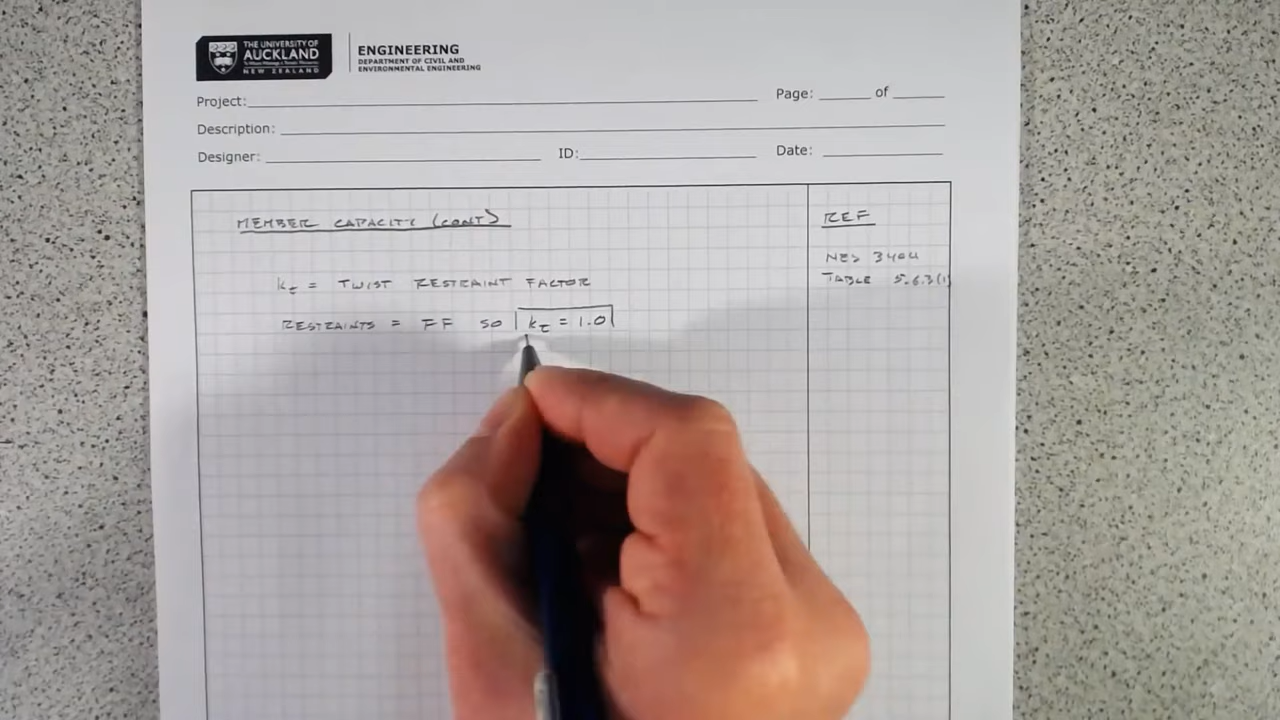 THE UNIVERSITY OF
AUCKLAND
NEW ZEALAND
ENGINEERING
DEPARTMENT OF CIVIL AND
ENVIRONMENTAL ENGINEERING
Project:
Page: of
Description:
Designer: ID: Date:
MEMBER CAPACITY (CONT)
REF
NZS 3404
TABLE 5.6.3(1)
kt = TWIST RESTRAINT FACTOR
RESTRAINTS = FF SO kt = 1.0